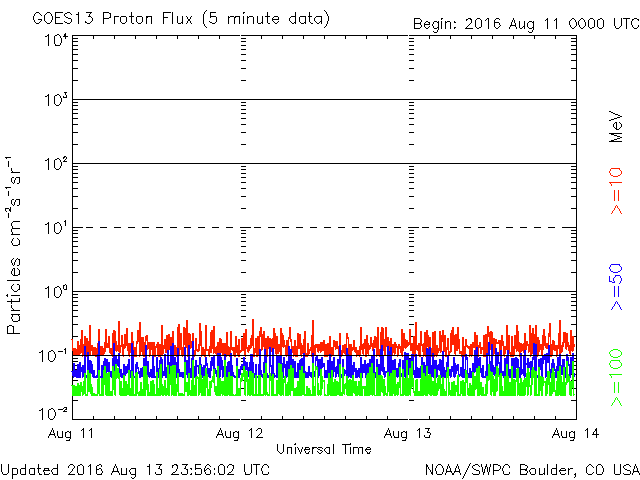 GOES13 Proton Flux (5 minute data)
Begin: 2016 Aug 11 0000 UTC
Particles cm⁻²s⁻¹sr⁻¹
10⁴
10³
10²
10¹
10⁰
10⁻¹
10⁻²
MeV
>=10
>=50
>=100
Aug 11
Aug 12
Aug 13
Aug 14
Universal Time
Updated 2016 Aug 13 23:56:02 UTC
NOAA/SWPC Boulder, CO USA